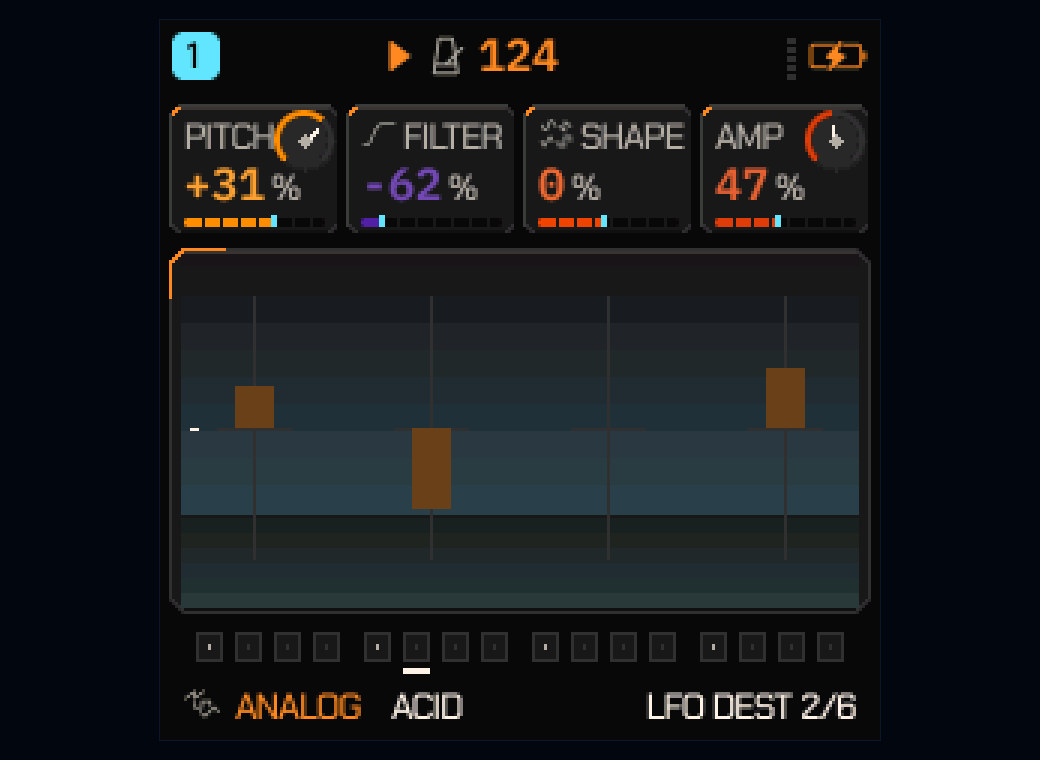 1 124
PITCH FILTER SHAPE AMP
+31% -62% 0% 47%
ANALOG ACID LFO DEST 2/6